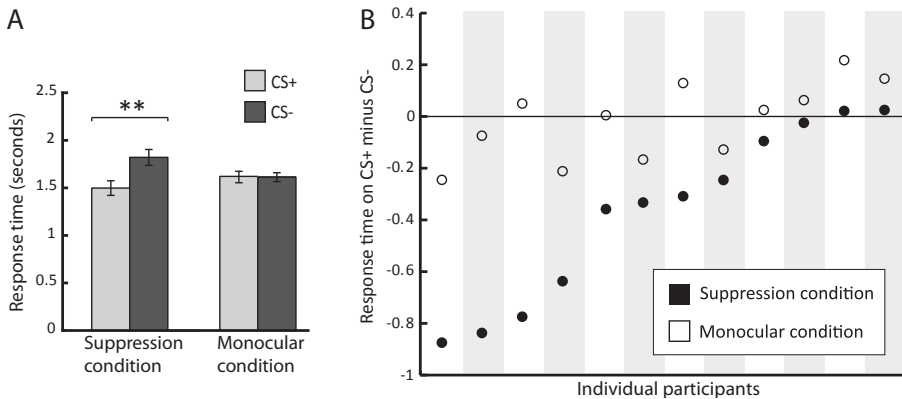 A
CS+
CS-
**
Response time (seconds)
2.5
2
1.5
1
0.5
0
Suppression
condition
Monocular
condition
B
Response time on CS+ minus CS-
0.4
0.2
0
-0.2
-0.4
-0.6
-0.8
-1
Suppression condition
Monocular condition
Individual participants